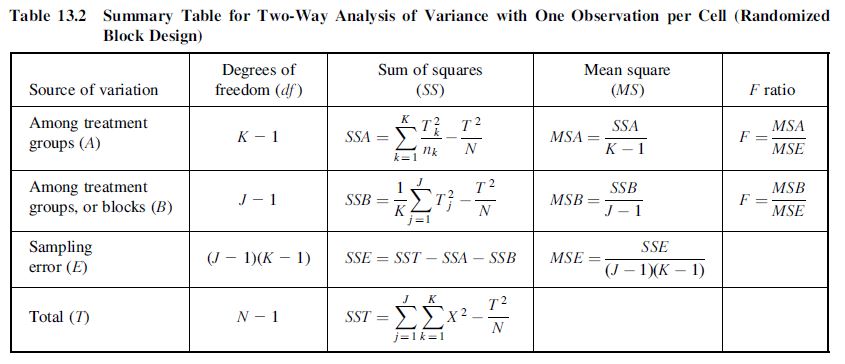 Table 13.2 Summary Table for Two-Way Analysis of Variance with One Observation per Cell (Randomized
Block Design)
Source of variation
Degrees of
freedom (df)
Sum of squares
(SS)
Mean square
(MS)
F ratio
Among treatment
groups (A)
K − 1
SSA = \sum_{k=1}^{K} \frac{T_k^2}{n_k} − \frac{T^2}{N}
MSA = \frac{SSA}{K − 1}
F = \frac{MSA}{MSE}
Among treatment
groups, or blocks (B)
J − 1
SSB = \frac{1}{K} \sum_{j=1}^{J} T_j^2 − \frac{T^2}{N}
MSB = \frac{SSB}{J − 1}
F = \frac{MSB}{MSE}
Sampling
error (E)
(J − 1)(K − 1)
SSE = SST − SSA − SSB
MSE = \frac{SSE}{(J − 1)(K − 1)}
Total (T)
N − 1
SST = \sum_{j=1}^{J} \sum_{k=1}^{K} X^2 − \frac{T^2}{N}